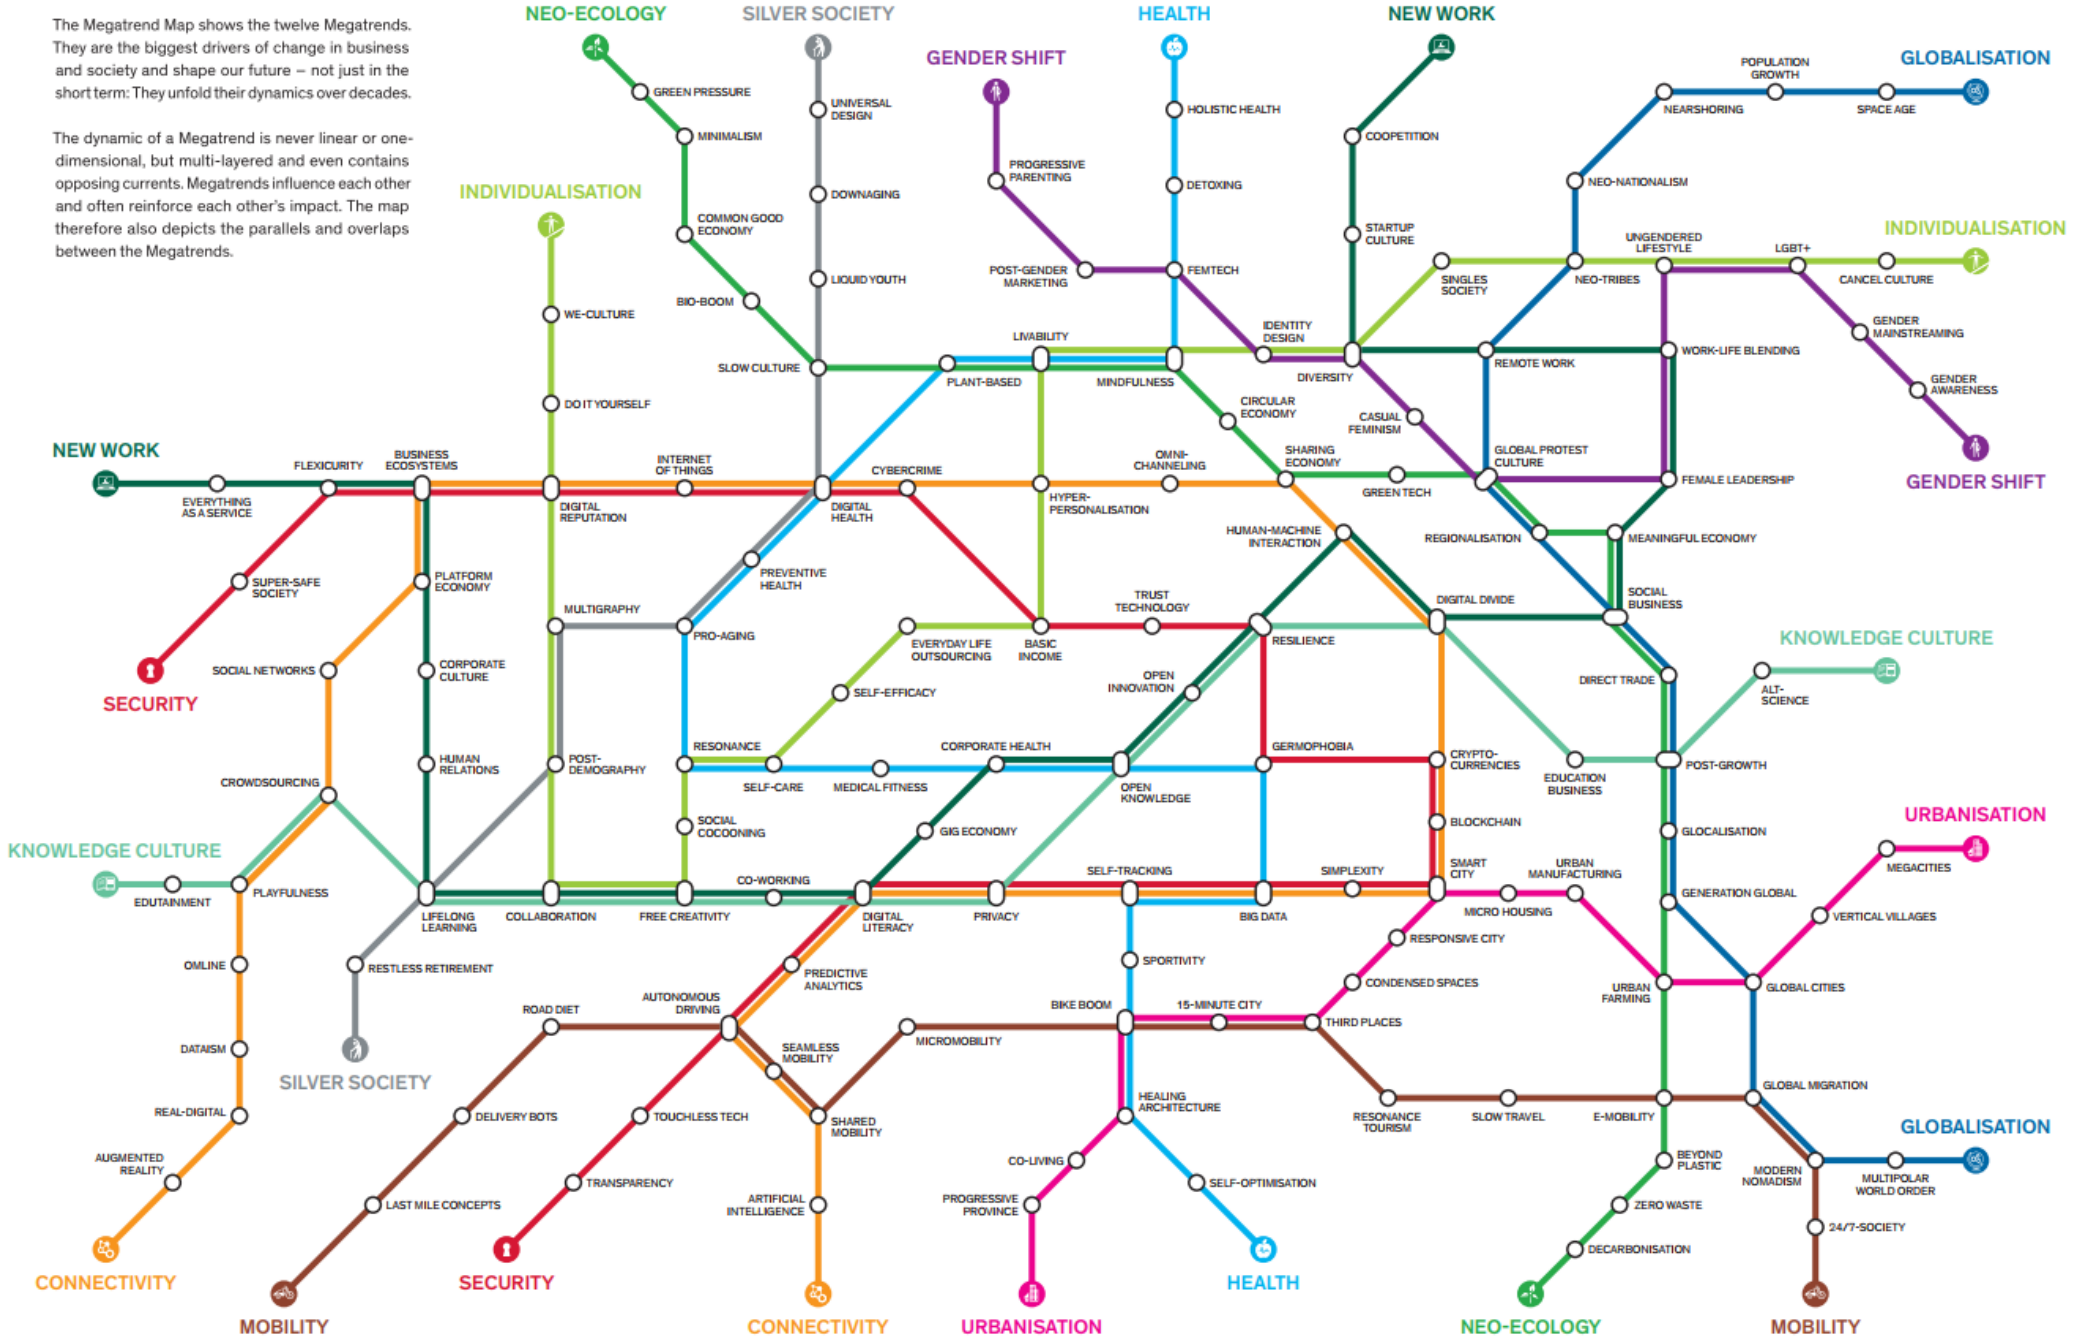 The Megatrend Map shows the twelve Megatrends.
They are the biggest drivers of change in business
and society and shape our future – not just in the
short term: They unfold their dynamics over decades.
The dynamic of a Megatrend is never linear or one-
dimensional, but multi-layered and even contains
opposing currents. Megatrends influence each other
and often reinforce each other's impact. The map
therefore also depicts the parallels and overlaps
between the Megatrends.
NEO-ECOLOGY
SILVER SOCIETY
HEALTH
NEW WORK
GENDER SHIFT
GLOBALISATION
POPULATION
GROWTH
GREEN PRESSURE
UNIVERSAL
DESIGN
HOLISTIC HEALTH
NEARSHORING
SPACE AGE
MINIMALISM
COOPETITION
PROGRESSIVE
PARENTING
DETOXING
NEO-NATIONALISM
INDIVIDUALISATION
DOWNAGING
COMMON GOOD
ECONOMY
STARTUP
CULTURE
UNGENDERED
LIFESTYLE
LGBT+
INDIVIDUALISATION
POST-GENDER
MARKETING
FEMTECH
LIQUID YOUTH
SINGLES
SOCIETY
NEO-TRIBES
CANCEL CULTURE
BIO-BOOM
WE-CULTURE
LIVABILITY
IDENTITY
DESIGN
GENDER
MAINSTREAMING
SLOW CULTURE
PLANT-BASED
MINDFULNESS
DIVERSITY
REMOTE WORK
WORK-LIFE BLENDING
GENDER
AWARENESS
DO IT YOURSELF
CIRCULAR
ECONOMY
CASUAL
FEMINISM
NEW WORK
FLEXICURITY
BUSINESS
ECOSYSTEMS
INTERNET
OF THINGS
CYBERCRIME
OMNI-
CHANNELING
SHARING
ECONOMY
GLOBAL PROTEST
CULTURE
GREEN TECH
FEMALE LEADERSHIP
GENDER SHIFT
EVERYTHING
AS A SERVICE
DIGITAL
REPUTATION
DIGITAL
HEALTH
HYPER-
PERSONALISATION
HUMAN-MACHINE
INTERACTION
REGIONALISATION
MEANINGFUL ECONOMY
SUPER-SAFE
SOCIETY
PLATFORM
ECONOMY
PREVENTIVE
HEALTH
MULTIGRAPHY
PRO-AGING
TRUST
TECHNOLOGY
DIGITAL DIVIDE
SOCIAL
BUSINESS
EVERYDAY LIFE
OUTSOURCING
BASIC
INCOME
RESILIENCE
KNOWLEDGE CULTURE
SECURITY
SOCIAL NETWORKS
CORPORATE
CULTURE
SELF-EFFICACY
OPEN
INNOVATION
DIRECT TRADE
ALT-
SCIENCE
CROWDSOURCING
HUMAN
RELATIONS
POST-
DEMOGRAPHY
RESONANCE
SELF-CARE
MEDICAL FITNESS
CORPORATE HEALTH
OPEN
KNOWLEDGE
GERMOPHOBIA
CRYPTO-
CURRENCIES
EDUCATION
BUSINESS
POST-GROWTH
SOCIAL
COCOONING
GIG ECONOMY
BLOCKCHAIN
GLOCALISATION
URBANISATION
MEGACITIES
KNOWLEDGE CULTURE
EDUTAINMENT
PLAYFULNESS
LIFELONG
LEARNING
COLLABORATION
FREE CREATIVITY
CO-WORKING
DIGITAL
LITERACY
PRIVACY
SELF-TRACKING
BIG DATA
SIMPLEXITY
SMART
CITY
MICRO HOUSING
URBAN
MANUFACTURING
GENERATION GLOBAL
VERTICAL VILLAGES
OMLINE
RESTLESS RETIREMENT
PREDICTIVE
ANALYTICS
SPORTIVITY
RESPONSIVE CITY
CONDENSED SPACES
URBAN
FARMING
GLOBAL CITIES
ROAD DIET
AUTONOMOUS
DRIVING
BIKE BOOM
15-MINUTE CITY
THIRD PLACES
DATAISM
SILVER SOCIETY
SEAMLESS
MOBILITY
MICROMOBILITY
REAL-DIGITAL
DELIVERY BOTS
TOUCHLESS TECH
SHARED
MOBILITY
HEALING
ARCHITECTURE
RESONANCE
TOURISM
SLOW TRAVEL
E-MOBILITY
GLOBAL MIGRATION
GLOBALISATION
AUGMENTED
REALITY
LAST MILE CONCEPTS
TRANSPARENCY
ARTIFICIAL
INTELLIGENCE
CO-LIVING
PROGRESSIVE
PROVINCE
SELF-OPTIMISATION
BEYOND
PLASTIC
ZERO WASTE
DECARBONISATION
MODERN
NOMADISM
MULTIPOLAR
WORLD ORDER
24/7-SOCIETY
CONNECTIVITY
MOBILITY
SECURITY
CONNECTIVITY
URBANISATION
HEALTH
NEO-ECOLOGY
MOBILITY